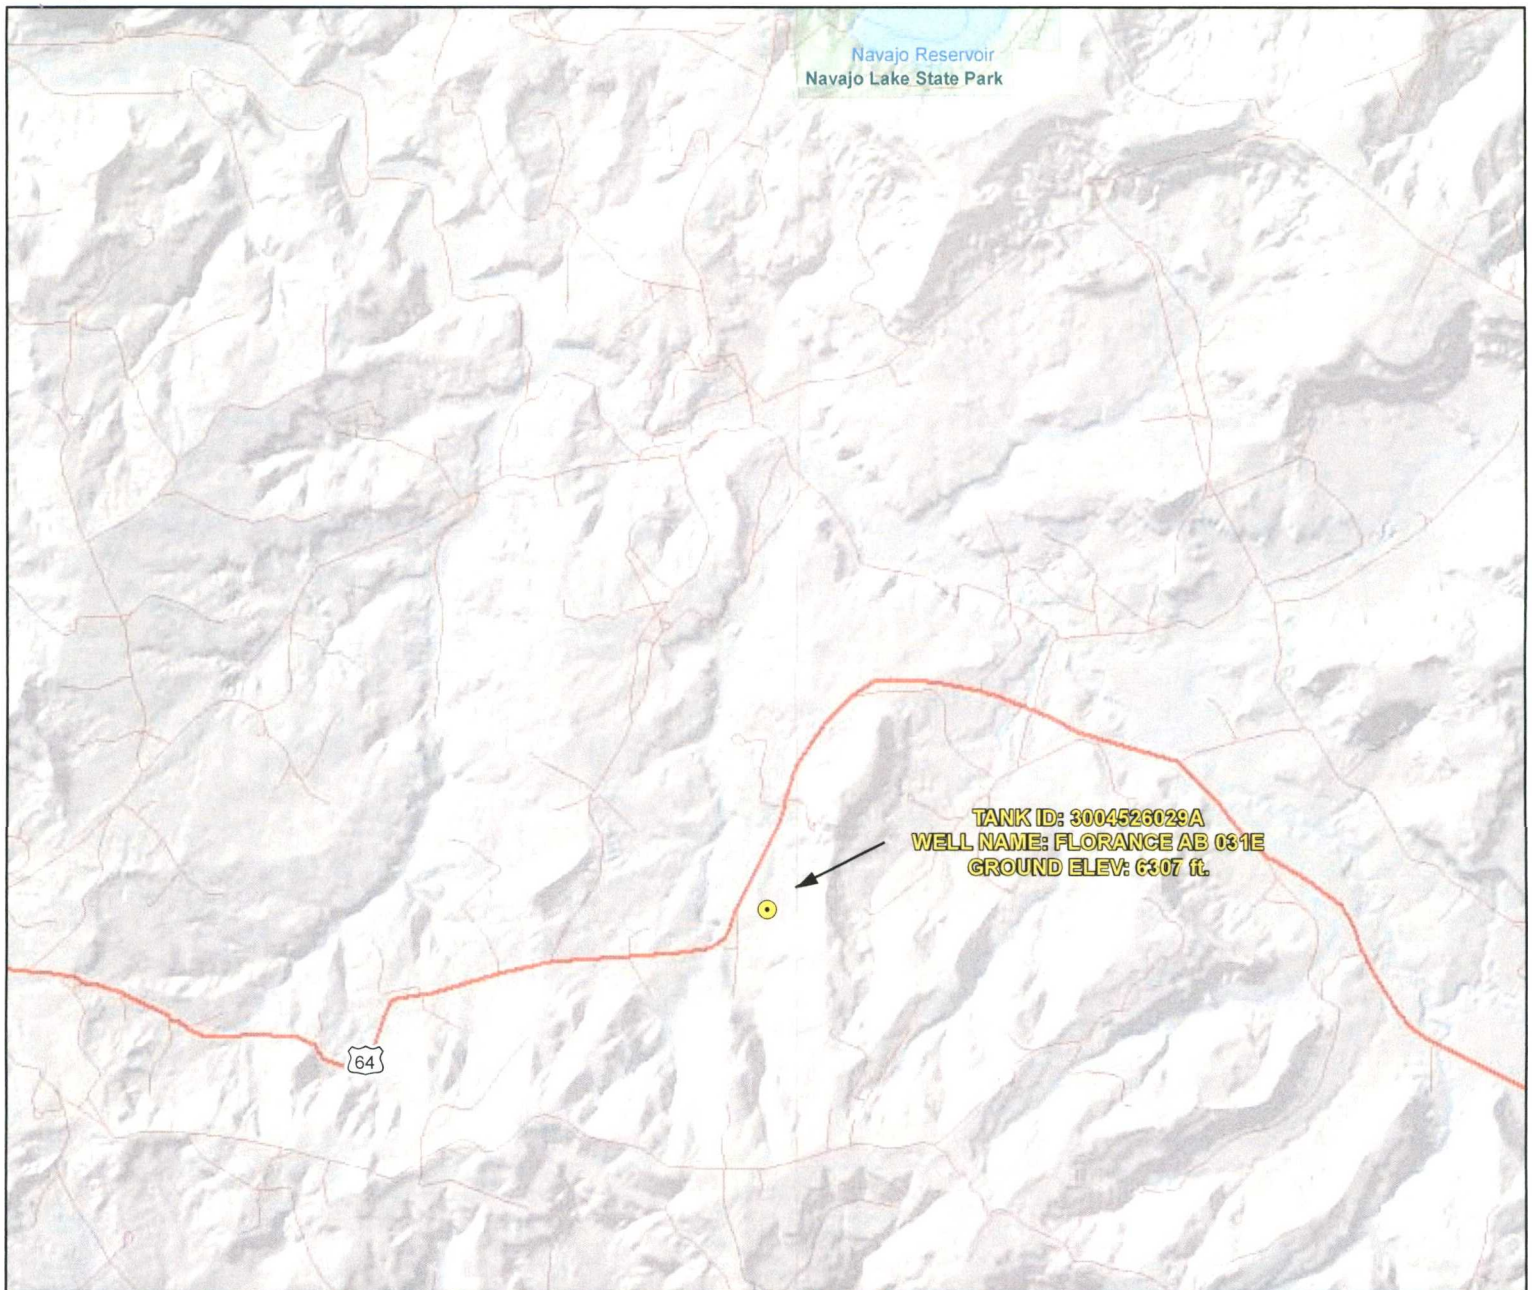 Navajo Reservoir
Navajo Lake State Park
TANK ID: 3004526029A
WELL NAME: FLORANCE AB 031E
GROUND ELEV: 6307 ft.
64